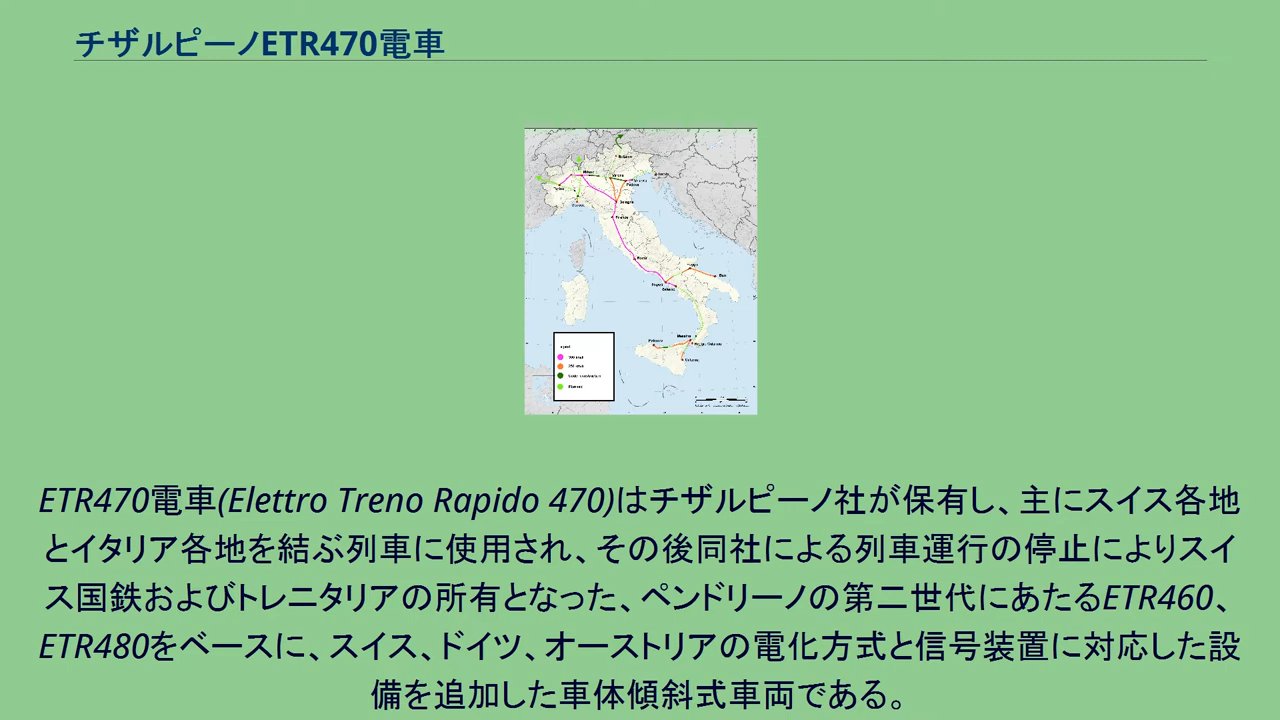 チザルピーノETR470電車
ETR470電車(Elettro Treno Rapido 470)はチザルピーノ社が保有し、主にスイス各地
とイタリア各地を結ぶ列車に使用され、その後同社による列車運行の停止によりスイ
ス国鉄およびトレニタリアの所有となった、ペンドリーノの第二世代にあたるETR460、
ETR480をベースに、スイス、ドイツ、オーストリアの電化方式と信号装置に対応した設
備を追加した車体傾斜式車両である。